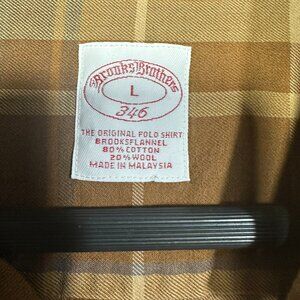 Brooks Brothers
L
346
THE ORIGINAL POLO SHIRT
BROOKSFLANNEL
80% COTTON
20% WOOL
MADE IN MALAYSIA